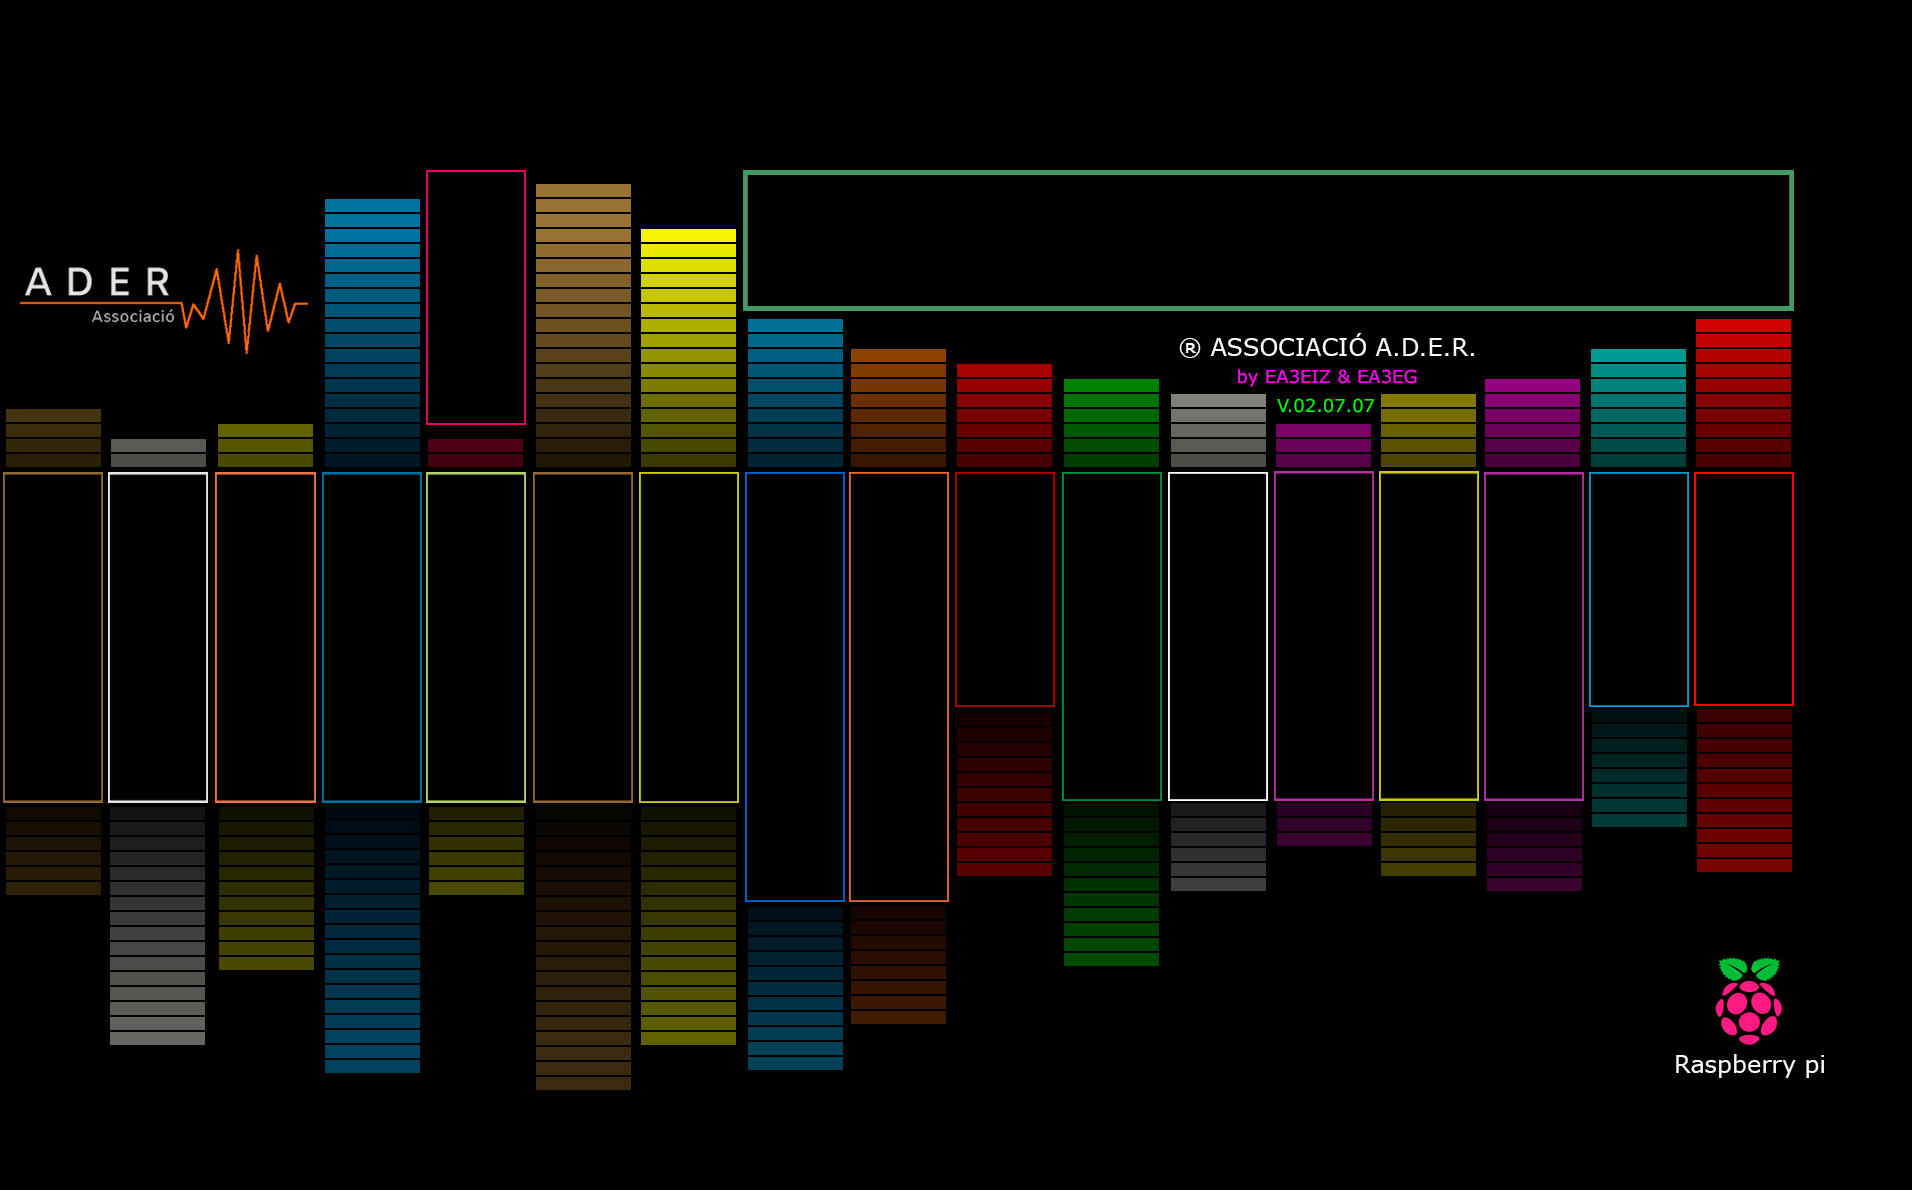 A D E R
Associació
® ASSOCIACIÓ A.D.E.R.
by EA3EIZ & EA3EG
V.02.07.07
Raspberry pi